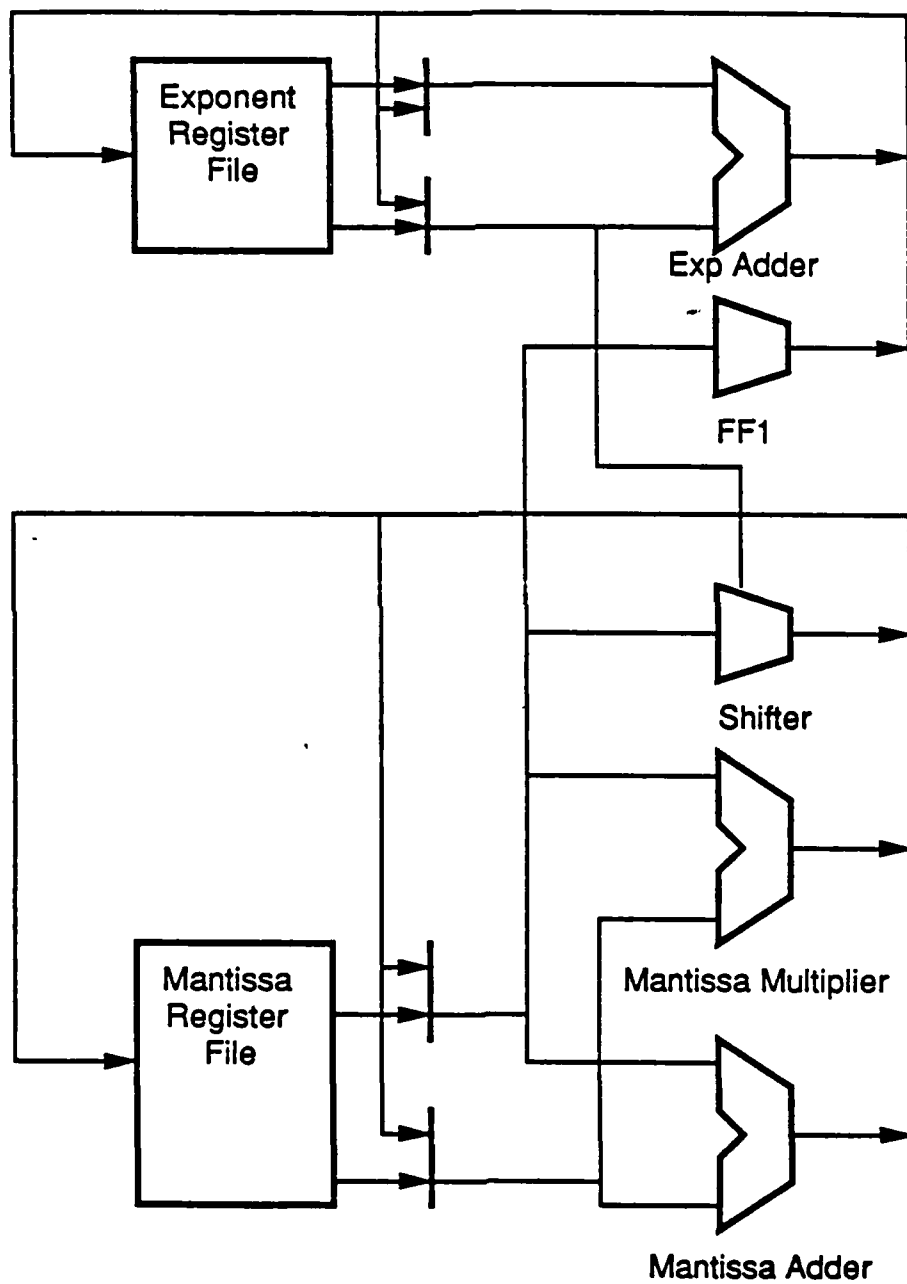 Exponent
Register
File
Exp Adder
FF1
Shifter
Mantissa
Register
File
Mantissa Multiplier
Mantissa Adder